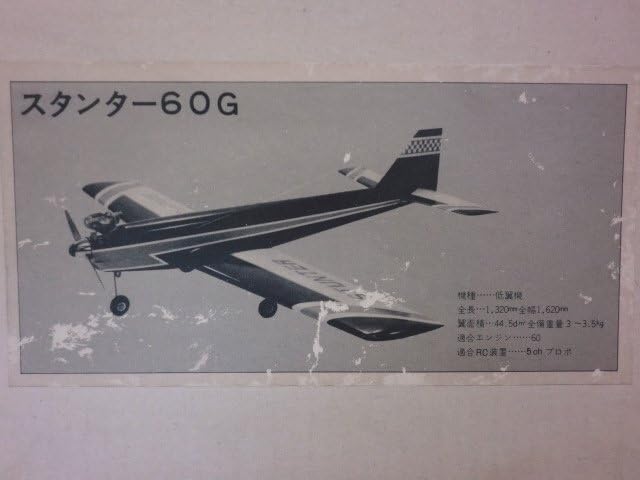 スタンター60G
STUNTER
機種……低翼機
全長…1,320mm全幅1,620mm
翼面積…44.5d㎡全備重量3～3.5kg
適合エンジン……60
適合RC装置……5chプロポ